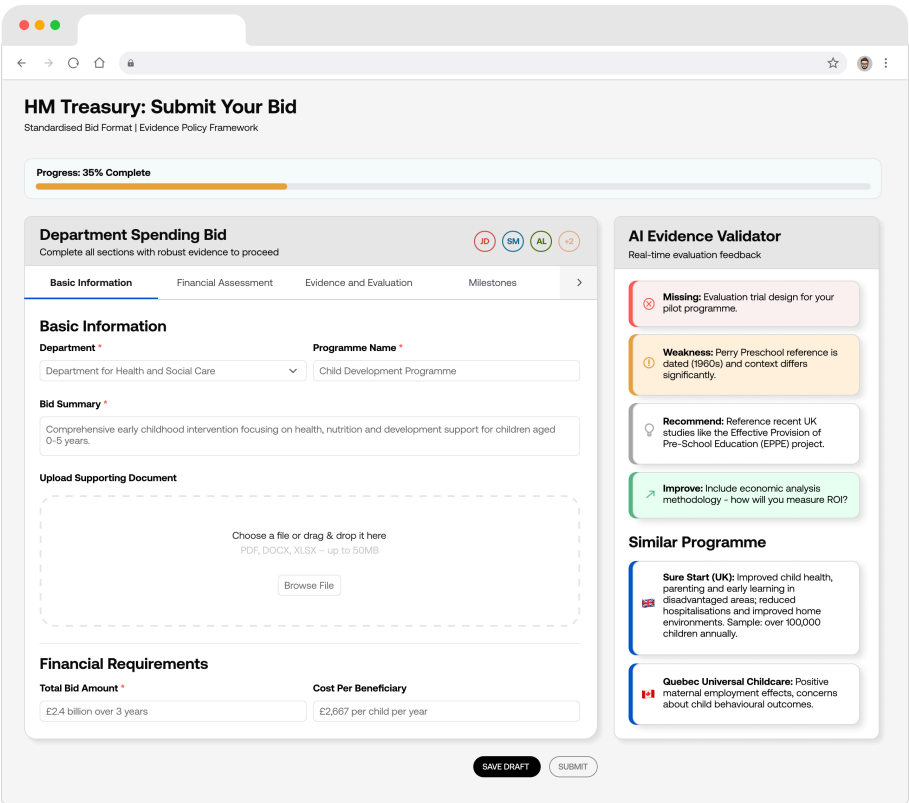 HM Treasury: Submit Your Bid
Standardised Bid Format | Evidence Policy Framework
Progress: 35% Complete
Department Spending Bid
Complete all sections with robust evidence to proceed
JD
SM
AL
+2
Basic Information
Financial Assessment
Evidence and Evaluation
Milestones
Basic Information
Department *
Programme Name *
Department for Health and Social Care
Child Development Programme
Bid Summary *
Comprehensive early childhood intervention focusing on health, nutrition and development support for children aged
0-5 years.
Upload Supporting Document
Choose a file or drag & drop it here
PDF, DOCX, XLSX – up to 50MB
Browse File
Financial Requirements
Total Bid Amount *
Cost Per Beneficiary
£2.4 billion over 3 years
£2,667 per child per year
AI Evidence Validator
Real-time evaluation feedback
Missing: Evaluation trial design for your
pilot programme.
Weakness: Perry Preschool reference is
dated (1960s) and context differs
significantly.
Recommend: Reference recent UK
studies like the Effective Provision of
Pre-School Education (EPPE) project.
Improve: Include economic analysis
methodology - how will you measure ROI?
Similar Programme
Sure Start (UK): Improved child health,
parenting and early learning in
disadvantaged areas; reduced
hospitalisations and improved home
environments. Sample: over 100,000
children annually.
Quebec Universal Childcare: Positive
maternal employment effects, concerns
about child behavioural outcomes.
SAVE DRAFT
SUBMIT